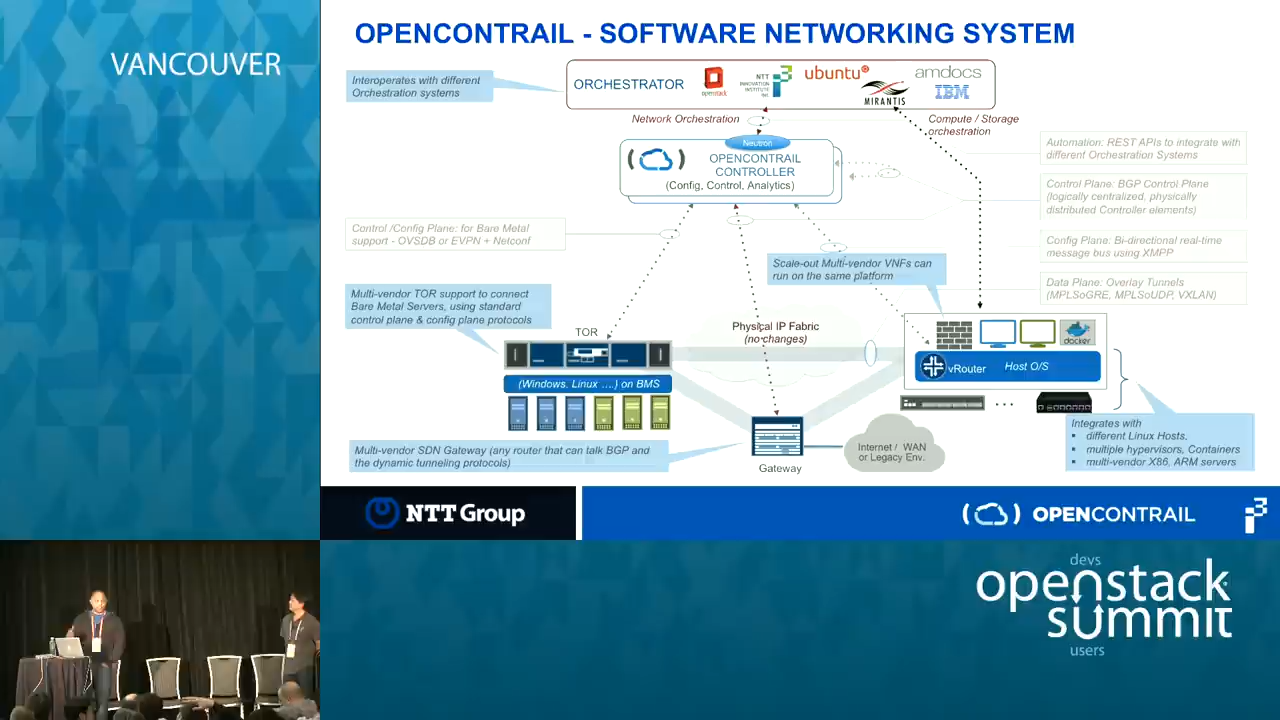 VANCOUVER
OPENCONTRAIL - SOFTWARE NETWORKING SYSTEM
Interoperates with different
Orchestration systems
ORCHESTRATOR
openstack
NTT
INNOVATION
INSTITUTE
INC.
ubuntu
MIRANTIS
amdocs
IBM
Network Orchestration
Compute / Storage
orchestration
Neutron
OPENCONTRAIL
CONTROLLER
(Config, Control, Analytics)
Automation: REST APIs to integrate with
different Orchestration Systems
Control Plane: BGP Control Plane
(logically centralized, physically
distributed Controller elements)
Control /Config Plane: for Bare Metal
support - OVSDB or EVPN + Netconf
Config Plane: Bi-directional real-time
message bus using XMPP
Scale-out Multi-vendor VNFs can
run on the same platform
Data Plane: Overlay Tunnels
(MPLSoGRE, MPLSoUDP, VXLAN)
Multi-vendor TOR support to connect
Bare Metal Servers, using standard
control plane & config plane protocols
TOR
Physical IP Fabric
(no changes)
docker
vRouter
Host O/S
(Windows, Linux ....) on BMS
Multi-vendor SDN Gateway (any router that can talk BGP and
the dynamic tunneling protocols)
Gateway
Internet / WAN
or Legacy Env.
Integrates with
▪ different Linux Hosts,
▪ multiple hypervisors, Containers
▪ multi-vendor X86, ARM servers
NTT Group
OPENCONTRAIL
i3
devs
openstack
summit
users